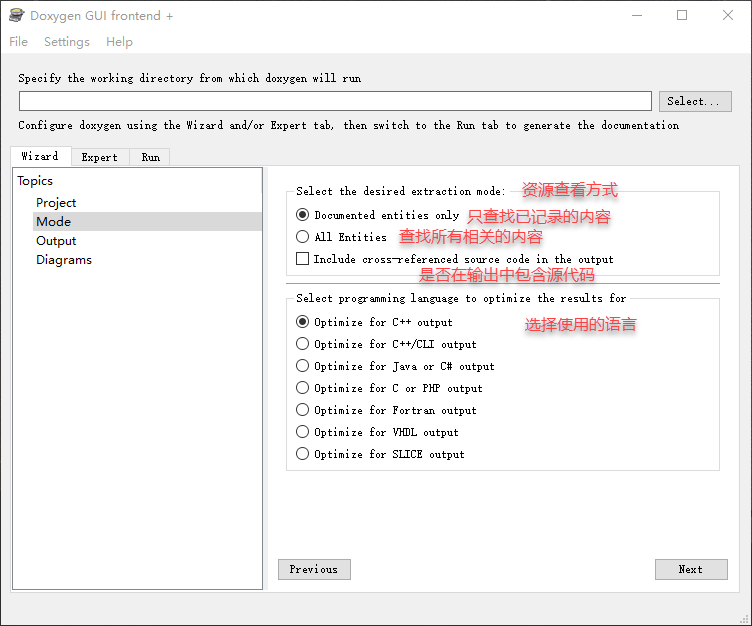 Doxygen GUI frontend +
File Settings Help
Specify the working directory from which doxygen will run
Select...
Configure doxygen using the Wizard and/or Expert tab, then switch to the Run tab to generate the documentation
Wizard Expert Run
Topics
Project
Mode
Output
Diagrams
Select the desired extraction mode: 资源查看方式
Documented entities only 只查找已记录的内容
All Entities 查找所有相关的内容
Include cross-referenced source code in the output
是否在输出中包含源代码
Select programming language to optimize the results for
Optimize for C++ output 选择使用的语言
Optimize for C++/CLI output
Optimize for Java or C# output
Optimize for C or PHP output
Optimize for Fortran output
Optimize for VHDL output
Optimize for SLICE output
Previous Next